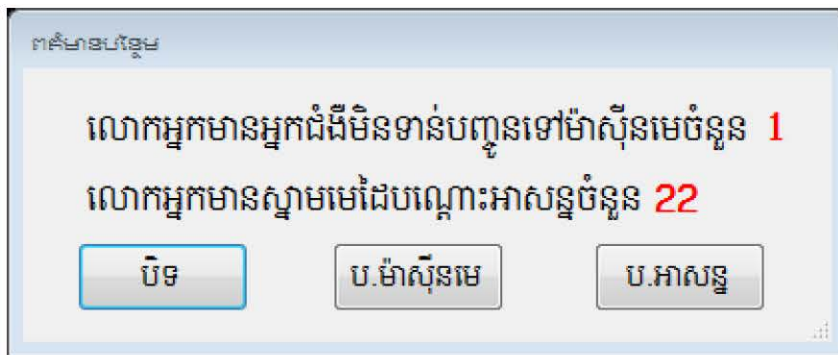 ពត៌មានបន្ថែម
លោកអ្នកមានអ្នកជំងឺមិនទាន់បញ្ចូនទៅម៉ាស៊ីនមេចំនួន 1
លោកអ្នកមានស្នាមមេដៃបណ្តោះអាសន្នចំនួន 22
បិទ ប.ម៉ាស៊ីនមេ ប.អាសន្ន